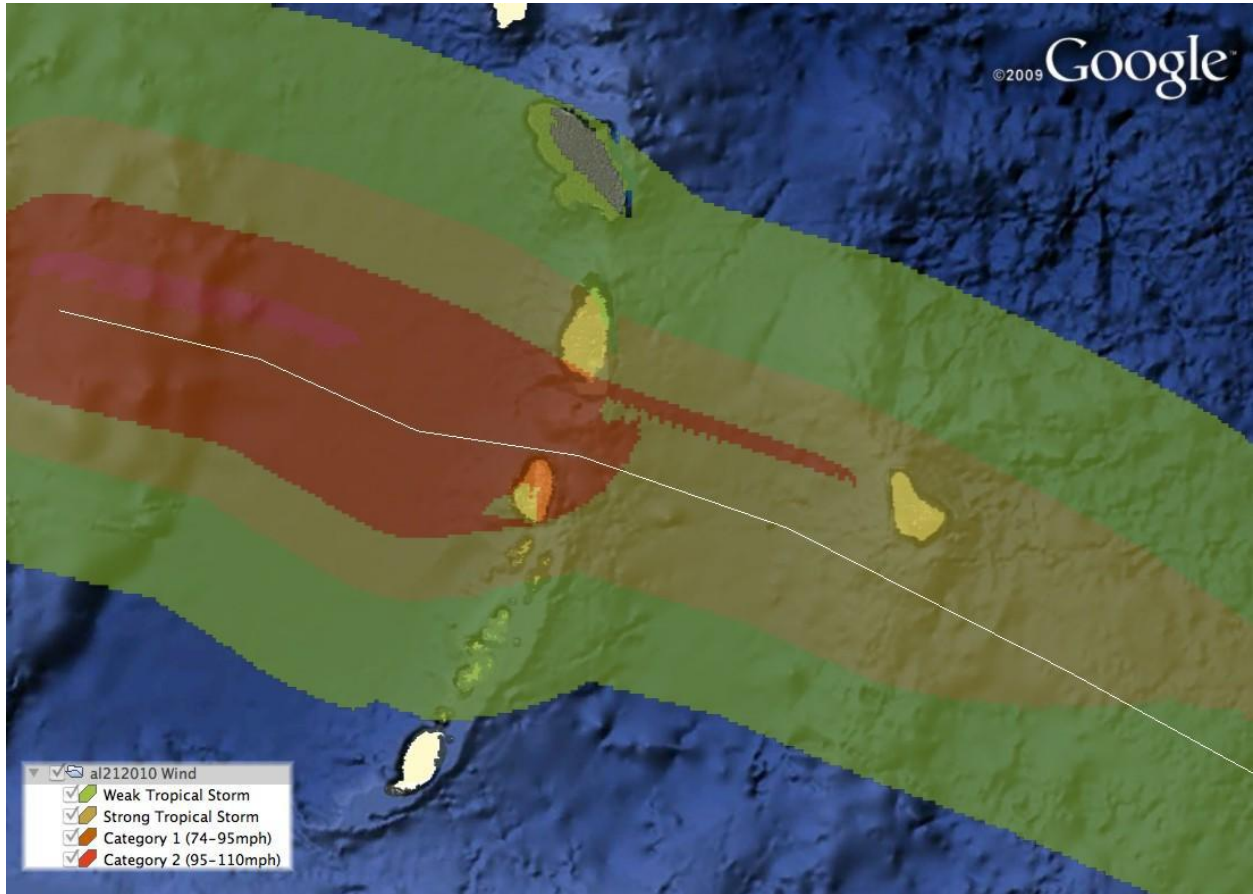 ©2009 Google
al212010 Wind
Weak Tropical Storm
Strong Tropical Storm
Category 1 (74-95mph)
Category 2 (95-110mph)